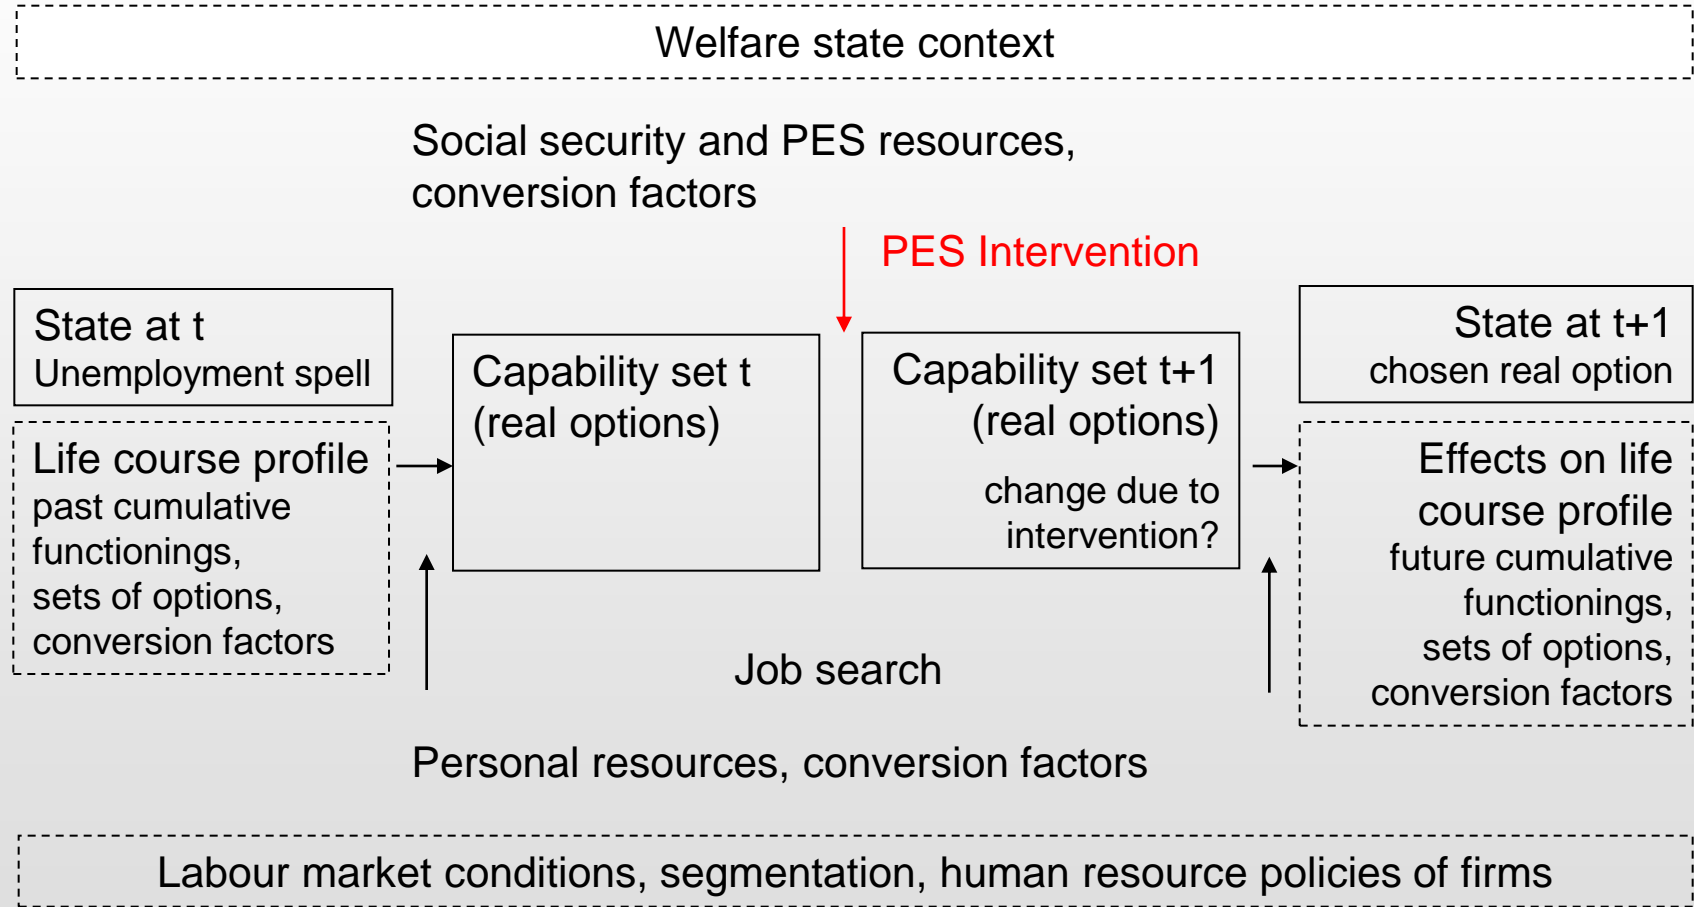 Welfare state context
Social security and PES resources,
conversion factors
PES Intervention
State at t
Unemployment spell
Life course profile
past cumulative
functionings,
sets of options,
conversion factors
Capability set t
(real options)
Capability set t+1
(real options)
change due to
intervention?
State at t+1
chosen real option
Effects on life
course profile
future cumulative
functionings,
sets of options,
conversion factors
Job search
Personal resources, conversion factors
Labour market conditions, segmentation, human resource policies of firms